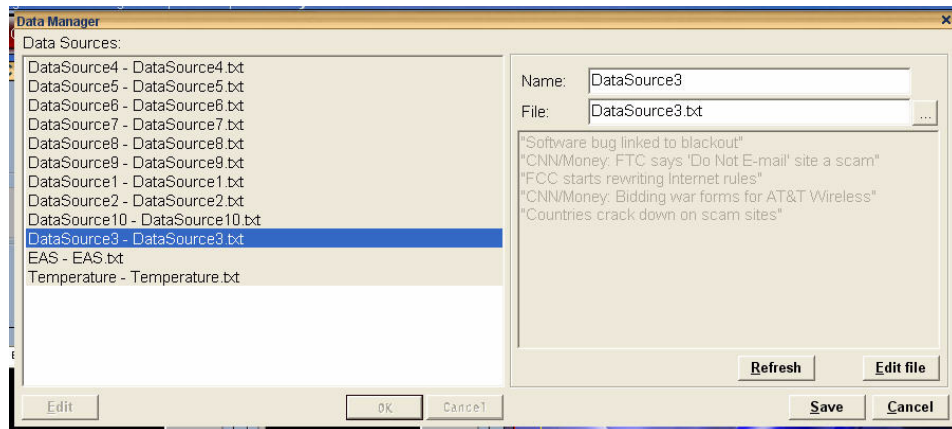 Data Manager
Data Sources:
DataSource4 - DataSource4.txt
DataSource5 - DataSource5.txt
DataSource6 - DataSource6.txt
DataSource7 - DataSource7.txt
DataSource8 - DataSource8.txt
DataSource9 - DataSource9.txt
DataSource1 - DataSource1.txt
DataSource2 - DataSource2.txt
DataSource10 - DataSource10.txt
DataSource3 - DataSource3.txt
EAS - EAS.txt
Temperature - Temperature.txt
Edit
OK
Cancel
Name: DataSource3
File: DataSource3.txt ...
"Software bug linked to blackout"
"CNN/Money: FTC says 'Do Not E-mail' site a scam"
"FCC starts rewriting Internet rules"
"CNN/Money: Bidding war forms for AT&T Wireless"
"Countries crack down on scam sites"
Refresh
Edit file
Save
Cancel